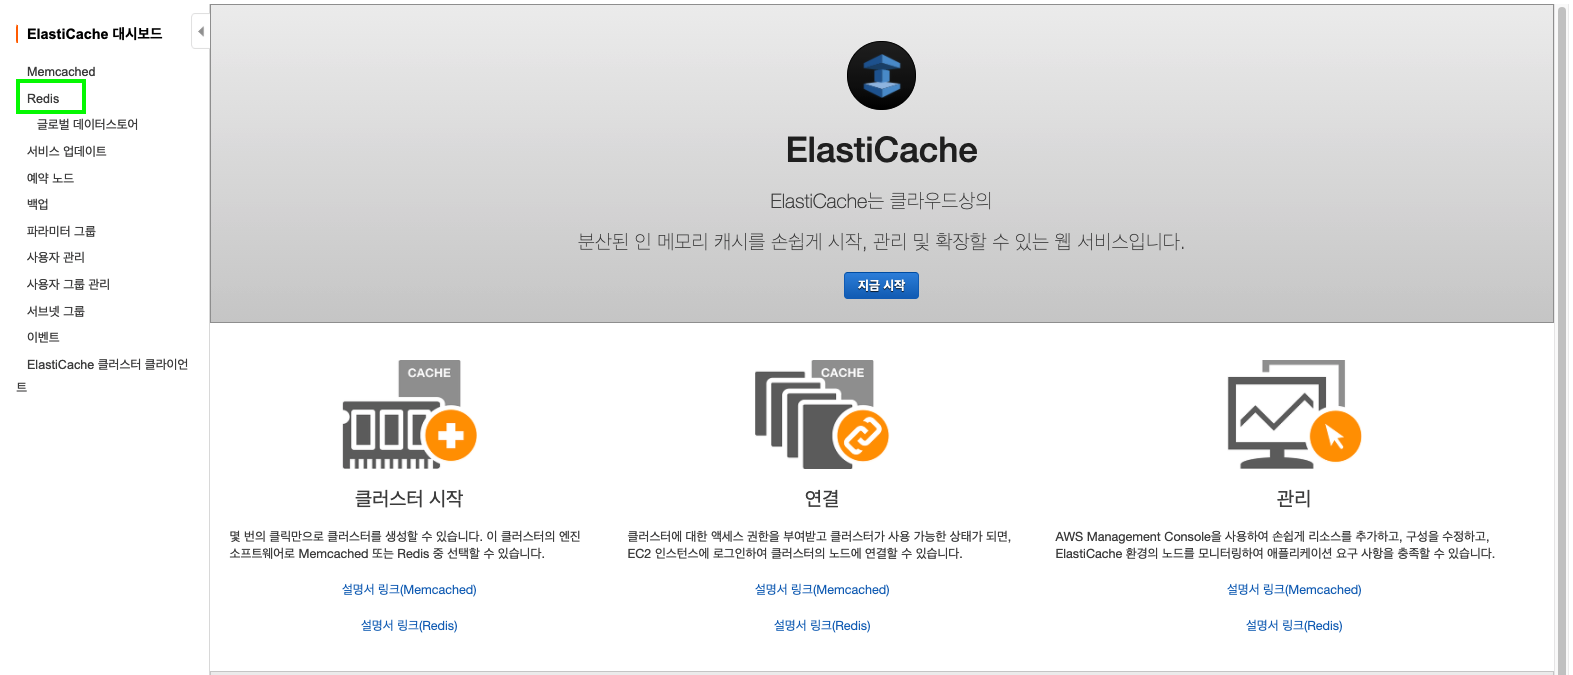 ElastiCache 대시보드
Memcached
Redis
글로벌 데이터스토어
서비스 업데이트
예약 노드
백업
파라미터 그룹
사용자 관리
사용자 그룹 관리
서브넷 그룹
이벤트
ElastiCache 클러스터 클라이언
트
ElastiCache
ElastiCache는 클라우드상의
분산된 인 메모리 캐시를 손쉽게 시작, 관리 및 확장할 수 있는 웹 서비스입니다.
지금 시작
CACHE
클러스터 시작
몇 번의 클릭만으로 클러스터를 생성할 수 있습니다. 이 클러스터의 엔진
소프트웨어로 Memcached 또는 Redis 중 선택할 수 있습니다.
설명서 링크(Memcached)
설명서 링크(Redis)
CACHE
연결
클러스터에 대한 액세스 권한을 부여받고 클러스터가 사용 가능한 상태가 되면,
EC2 인스턴스에 로그인하여 클러스터의 노드에 연결할 수 있습니다.
설명서 링크(Memcached)
설명서 링크(Redis)
관리
AWS Management Console을 사용하여 손쉽게 리소스를 추가하고, 구성을 수정하고,
ElastiCache 환경의 노드를 모니터링하여 애플리케이션 요구 사항을 충족할 수 있습니다.
설명서 링크(Memcached)
설명서 링크(Redis)